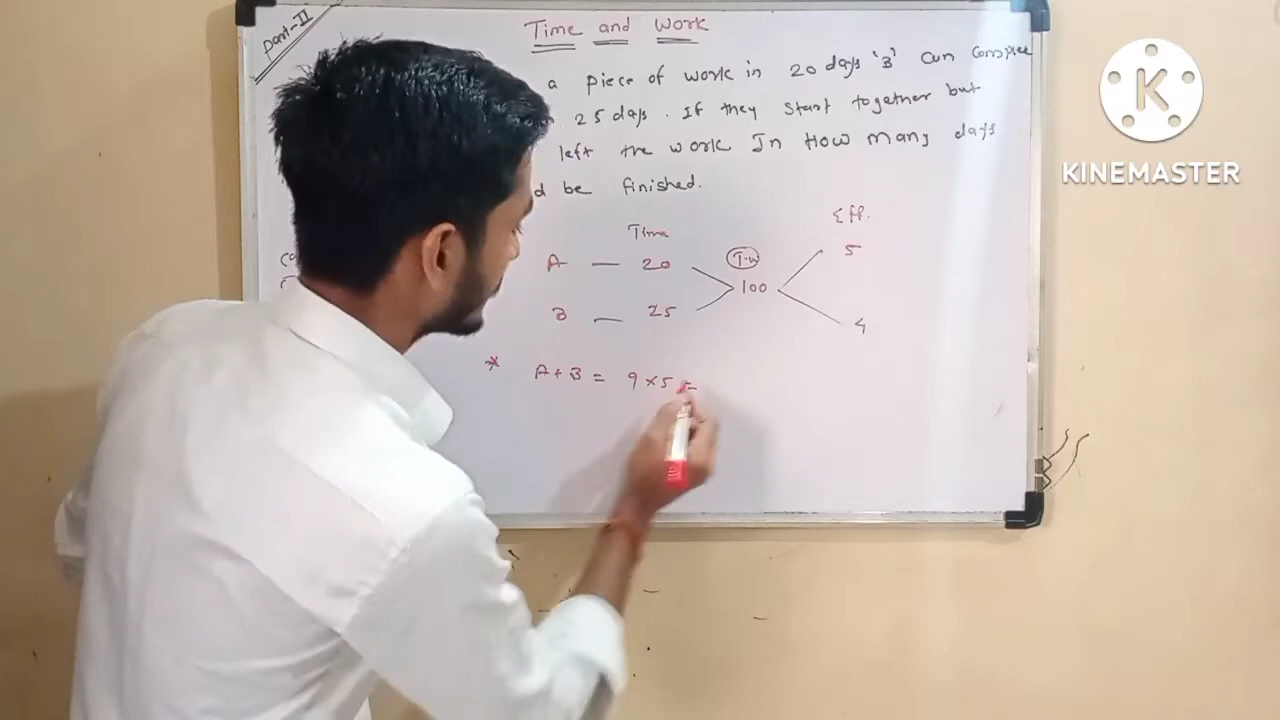 Part-II
Time and Work
a piece of work in 20 days 'B' Can Complete
25 days. If they start together but
left the work In How many days
d be finished.
Eff.
Time
A — 20
T.W
100
5
B — 25
4
* A + B = 9 × 5 =
K
KINEMASTER